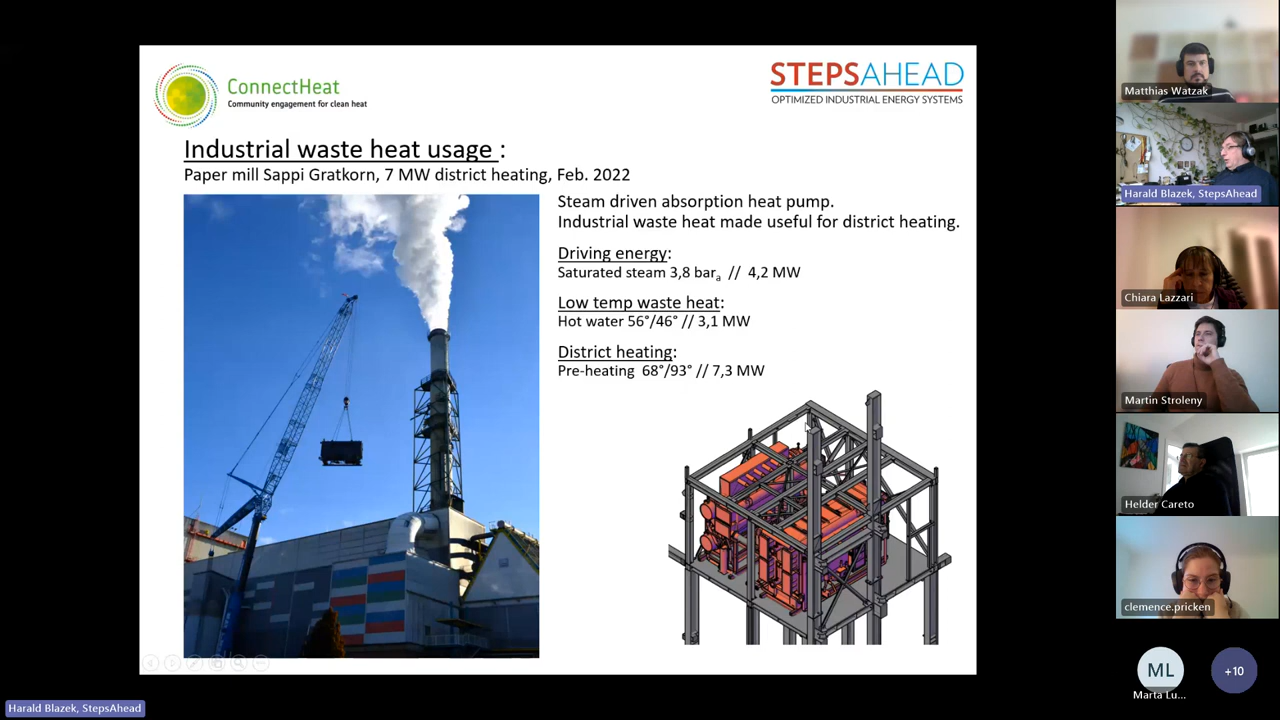 ConnectHeat
Community engagement for clean heat
STEPSAHEAD
OPTIMIZED INDUSTRIAL ENERGY SYSTEMS
Industrial waste heat usage :
Paper mill Sappi Gratkorn, 7 MW district heating, Feb. 2022
Steam driven absorption heat pump.
Industrial waste heat made useful for district heating.
Driving energy:
Saturated steam 3,8 barₐ // 4,2 MW
Low temp waste heat:
Hot water 56°/46° // 3,1 MW
District heating:
Pre-heating 68°/93° // 7,3 MW
Matthias Watzak
Harald Blazek, StepsAhead
Chiara Lazzari
Martin Stroleny
Helder Careto
clemence.pricken
ML
Marta Lu...
+10
Harald Blazek, StepsAhead